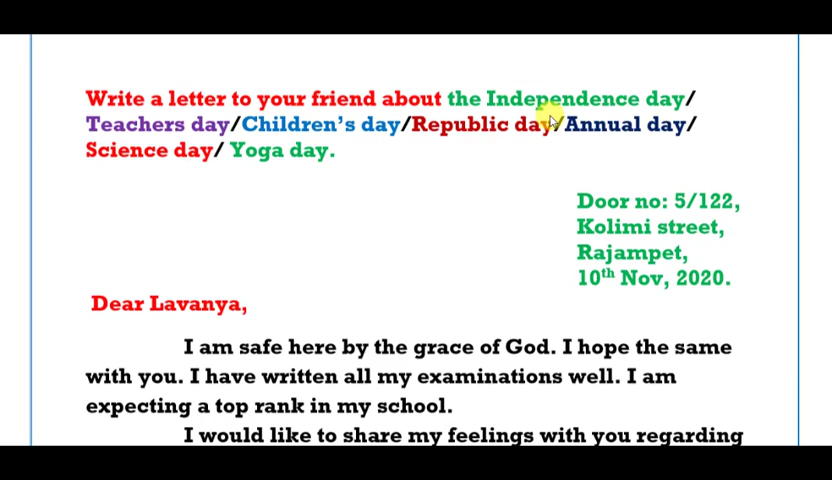 Write a letter to your friend about the Independence day/
Teachers day/Children's day/Republic day/Annual day/
Science day/ Yoga day.
Door no: 5/122,
Kolimi street,
Rajampet,
10th Nov, 2020.
Dear Lavanya,
I am safe here by the grace of God. I hope the same
with you. I have written all my examinations well. I am
expecting a top rank in my school.
I would like to share my feelings with you regarding